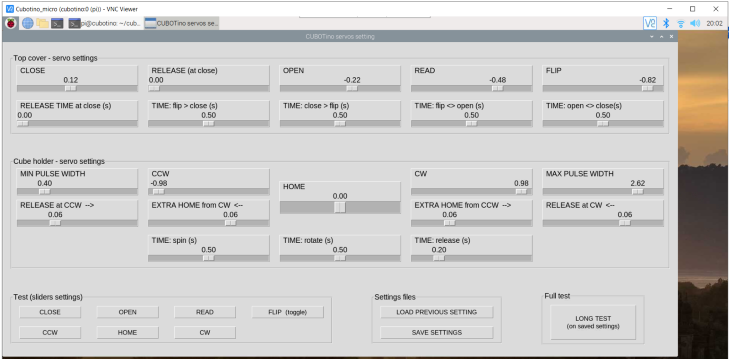 Cubotino_micro (cubotino:0 (pi)) - VNC Viewer
pi@cubotino: ~/cub... CUBOTino servos se... 20:02
CUBOTino servos setting
Top cover - servo settings
CLOSE RELEASE (at close) OPEN READ FLIP
0.12 0.00 -0.22 -0.48 -0.82
RELEASE TIME at close (s) TIME: flip > close (s) TIME: close > flip (s) TIME: flip <> open (s) TIME: open <> close(s)
0.00 0.50 0.50 0.50 0.50
Cube holder - servo settings
MIN PULSE WIDTH CCW HOME CW MAX PULSE WIDTH
0.40 -0.98 0.00 0.98 2.62
RELEASE at CCW --> EXTRA HOME from CW <-- EXTRA HOME from CCW --> RELEASE at CW <--
0.06 0.06 0.06 0.06
TIME: spin (s) TIME: rotate (s) TIME: release (s)
0.50 0.50 0.20
Test (sliders settings) Settings files Full test
CLOSE OPEN READ FLIP (toggle) LOAD PREVIOUS SETTING
LONG TEST
(on saved settings)
CCW HOME CW SAVE SETTINGS